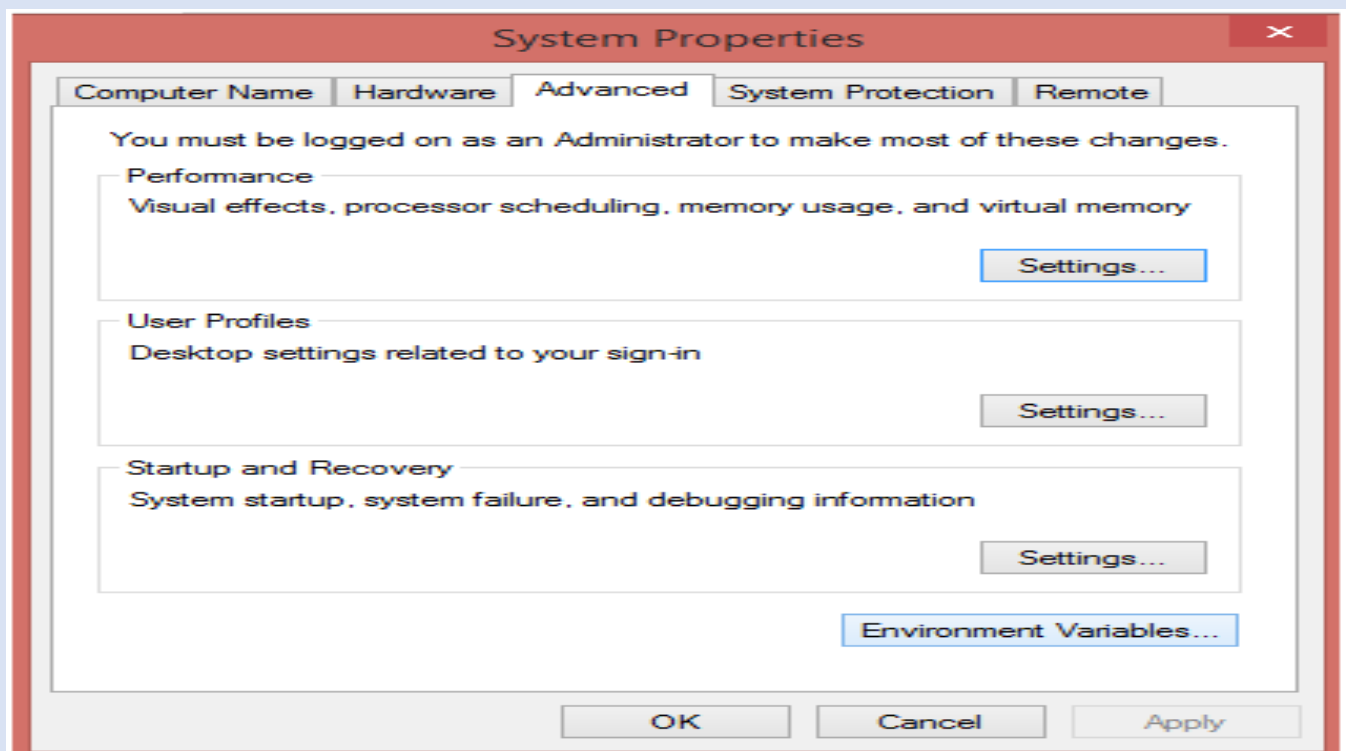 System Properties
Computer Name Hardware Advanced System Protection Remote
You must be logged on as an Administrator to make most of these changes.
Performance
Visual effects, processor scheduling, memory usage, and virtual memory
Settings...
User Profiles
Desktop settings related to your sign-in
Settings...
Startup and Recovery
System startup, system failure, and debugging information
Settings...
Environment Variables...
OK Cancel Apply